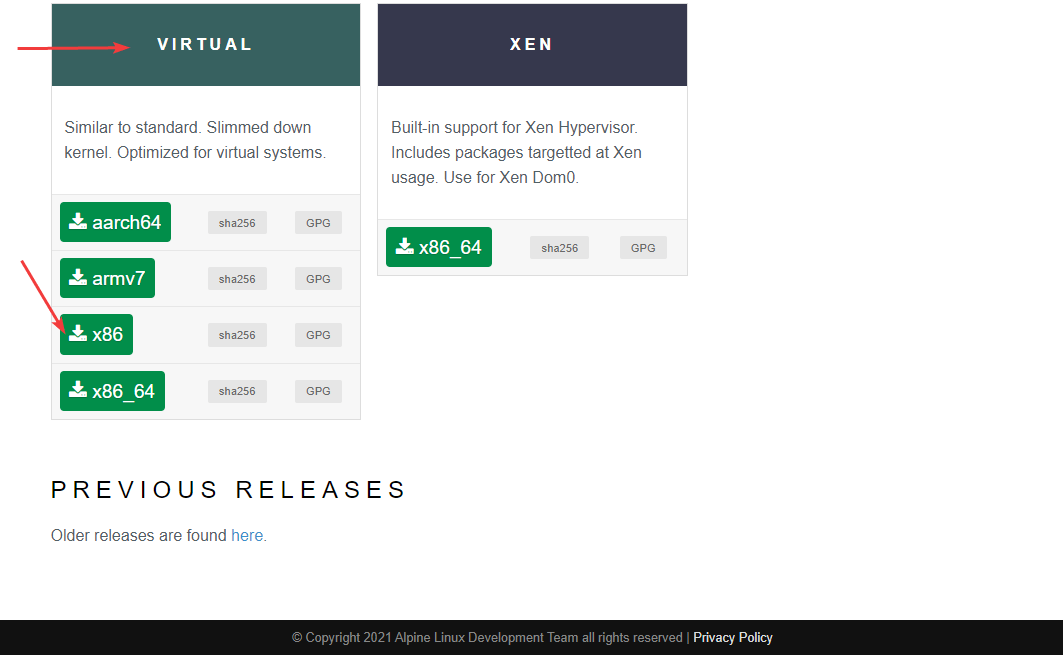 VIRTUAL
Similar to standard. Slimmed down
kernel. Optimized for virtual systems.
aarch64 sha256 GPG
armv7 sha256 GPG
x86 sha256 GPG
x86_64 sha256 GPG
XEN
Built-in support for Xen Hypervisor.
Includes packages targetted at Xen
usage. Use for Xen Dom0.
x86_64 sha256 GPG
PREVIOUS RELEASES
Older releases are found here.
© Copyright 2021 Alpine Linux Development Team all rights reserved | Privacy Policy